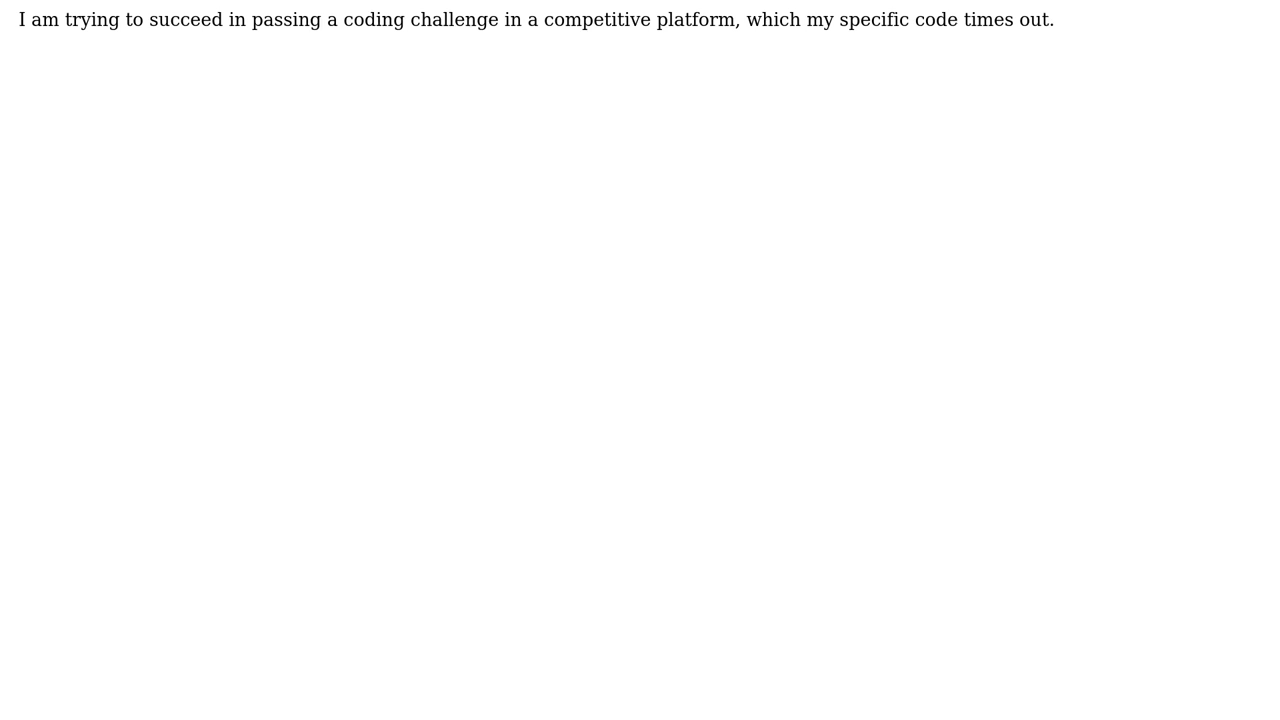 I am trying to succeed in passing a coding challenge in a competitive platform, which my specific code times out.